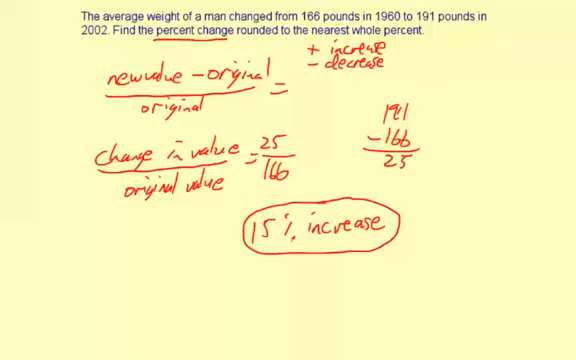 The average weight of a man changed from 166 pounds in 1960 to 191 pounds in
2002. Find the percent change rounded to the nearest whole percent.
+ increase
- decrease
new value - original =
original
191
-166
25
change in value = 25
original value 166
15% increase